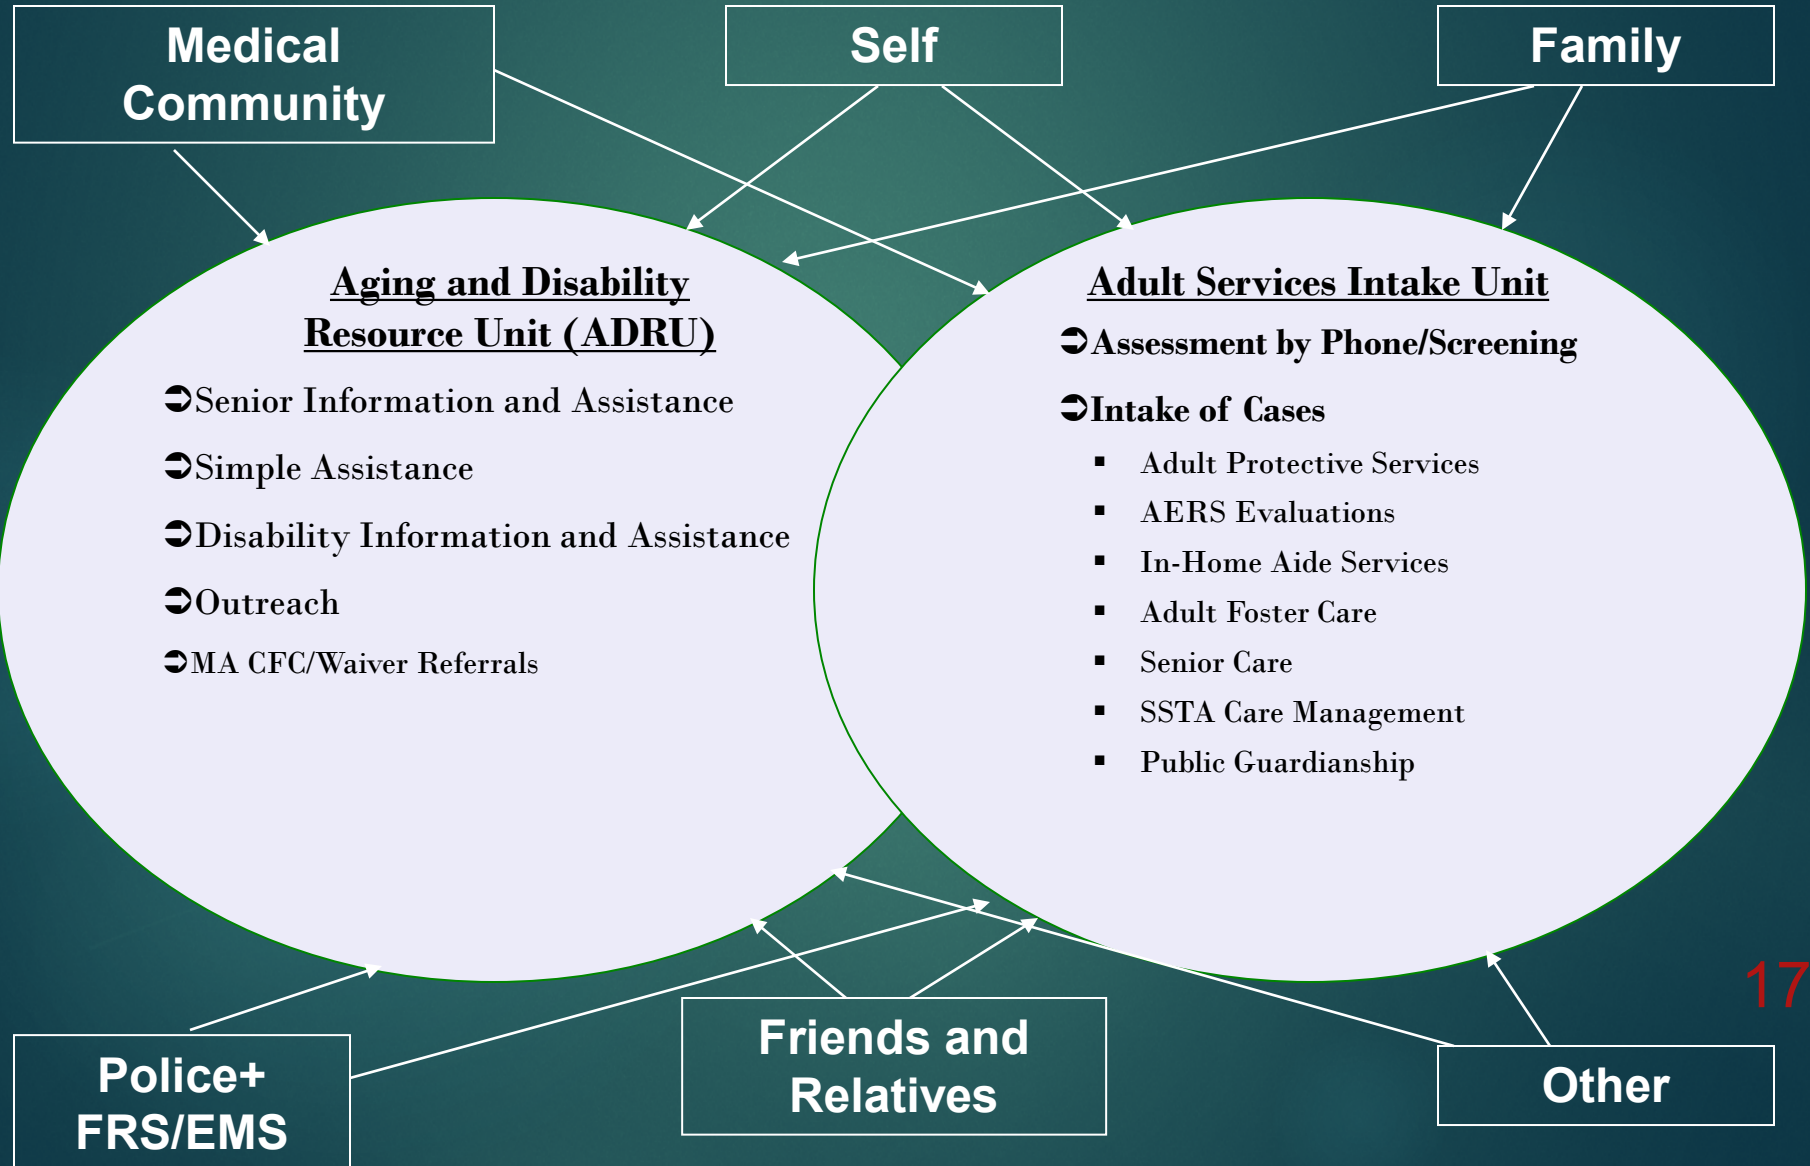 Medical
Community
Self
Family
Aging and Disability
Resource Unit (ADRU)
➲Senior Information and Assistance
➲Simple Assistance
➲Disability Information and Assistance
➲Outreach
➲MA CFC/Waiver Referrals
Adult Services Intake Unit
➲Assessment by Phone/Screening
➲Intake of Cases
▪ Adult Protective Services
▪ AERS Evaluations
▪ In-Home Aide Services
▪ Adult Foster Care
▪ Senior Care
▪ SSTA Care Management
▪ Public Guardianship
17
Police+
FRS/EMS
Friends and
Relatives
Other